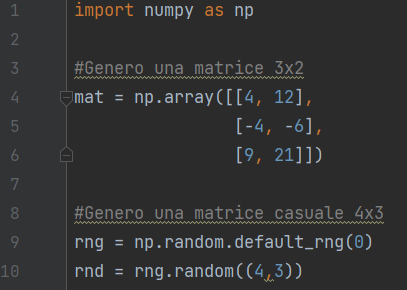 1 import numpy as np
2
3 #Genero una matrice 3x2
4 mat = np.array([[4, 12],
5                [-4, -6],
6                [9, 21]])
7
8 #Genero una matrice casuale 4x3
9 rng = np.random.default_rng(0)
10 rnd = rng.random((4,3))